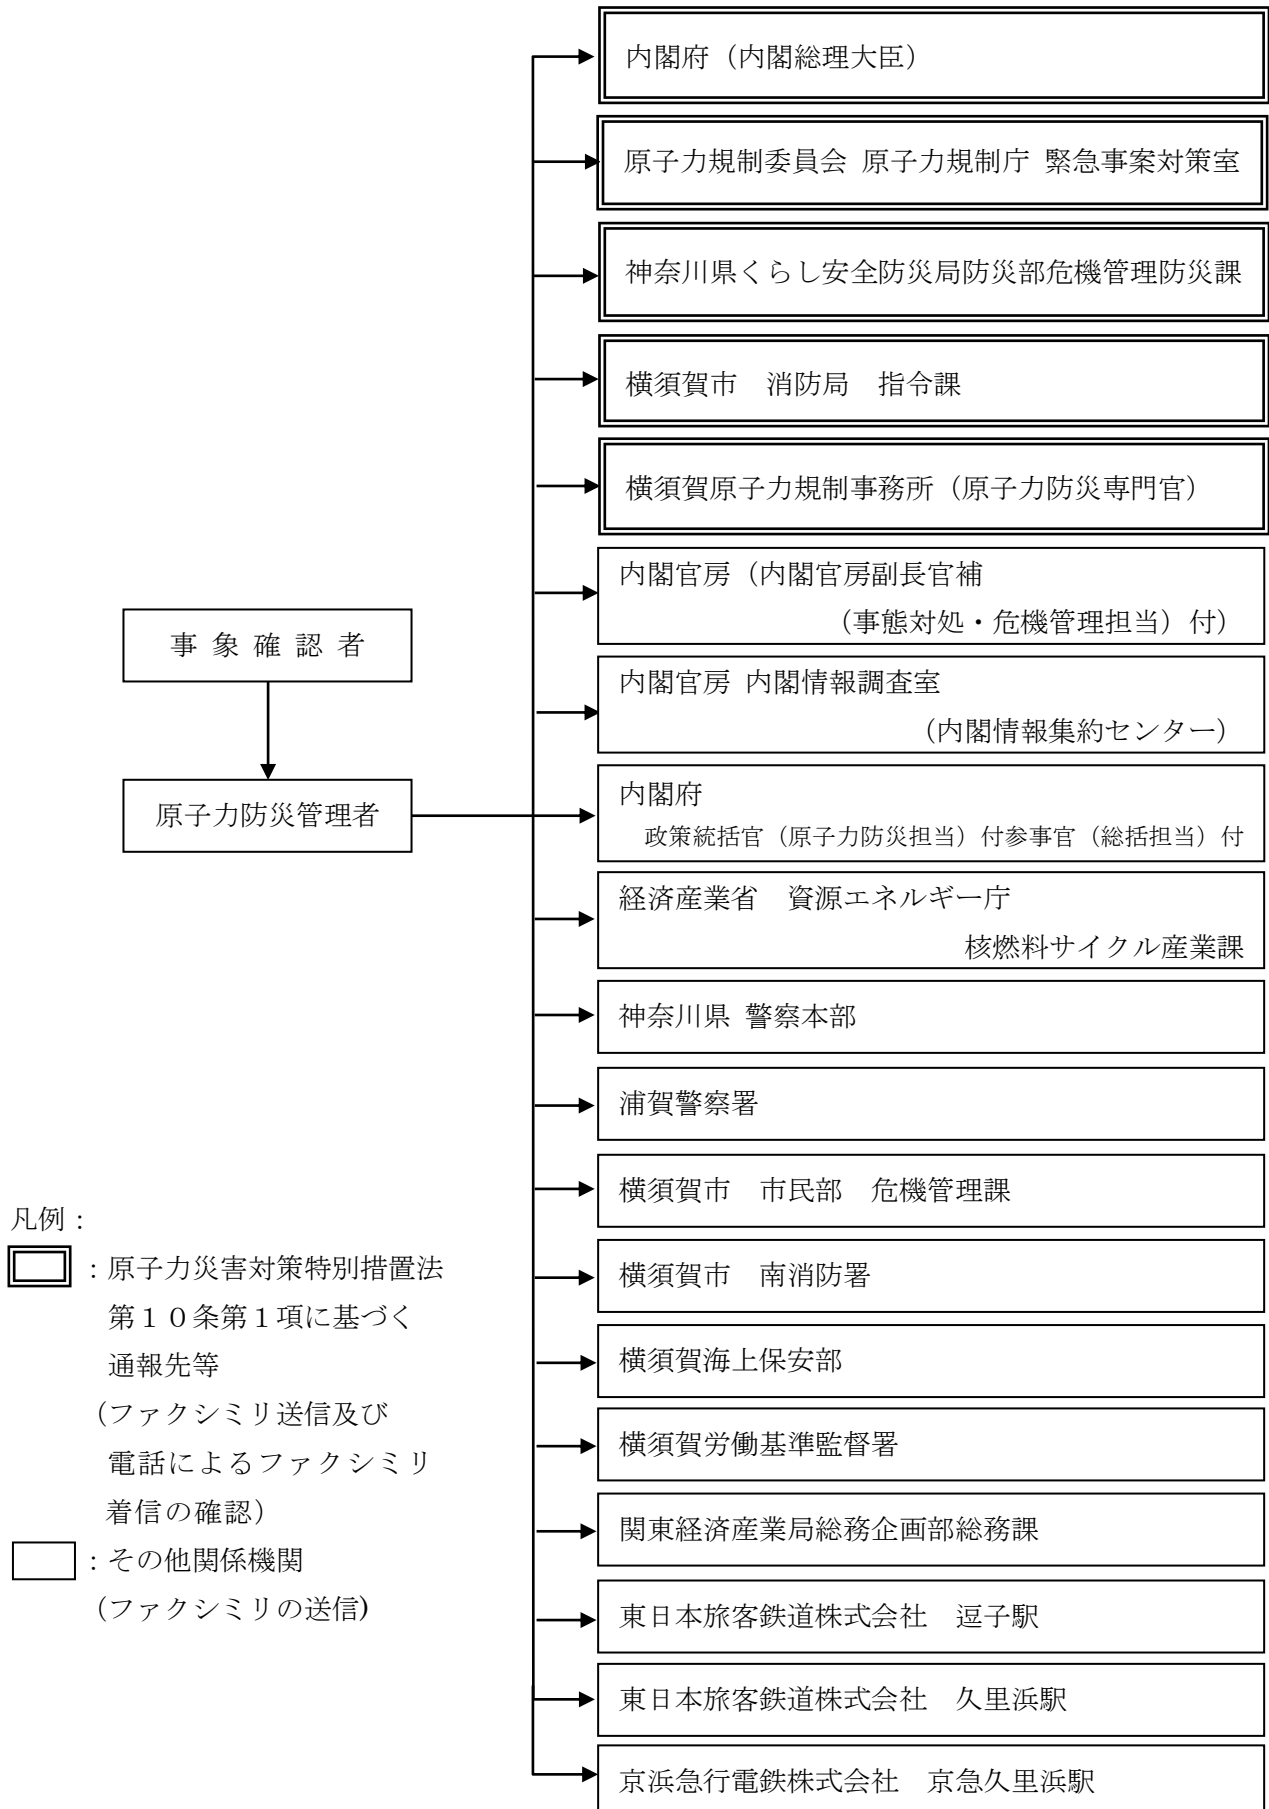 内閣府（内閣総理大臣）
原子力規制委員会 原子力規制庁 緊急事案対策室
神奈川県くらし安全防災局防災部危機管理防災課
横須賀市　消防局　指令課
横須賀原子力規制事務所（原子力防災専門官）
内閣官房（内閣官房副長官補
（事態対処・危機管理担当）付）
内閣官房 内閣情報調査室
（内閣情報集約センター）
内閣府
政策統括官（原子力防災担当）付参事官（総括担当）付
経済産業省　資源エネルギー庁
核燃料サイクル産業課
神奈川県 警察本部
浦賀警察署
横須賀市　市民部　危機管理課
横須賀市　南消防署
横須賀海上保安部
横須賀労働基準監督署
関東経済産業局総務企画部総務課
東日本旅客鉄道株式会社　逗子駅
東日本旅客鉄道株式会社　久里浜駅
京浜急行電鉄株式会社　京急久里浜駅
事 象 確 認 者
原子力防災管理者
凡例：
：原子力災害対策特別措置法
第１０条第１項に基づく
通報先等
（ファクシミリ送信及び
電話によるファクシミリ
着信の確認）
：その他関係機関
（ファクシミリの送信)